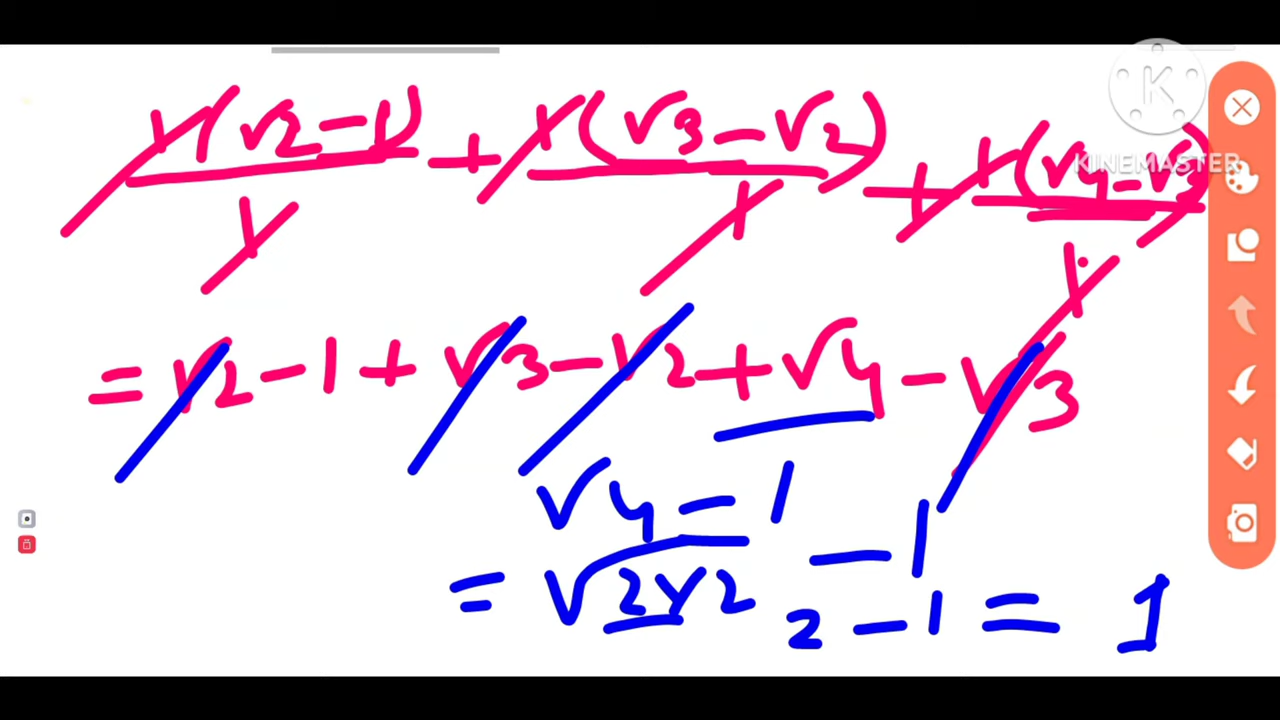 1(√2-1)/1 + 1(√3-√2)/1 + 1(√4-√3)/1
KINEMASTER
= √2-1+√3-√2+√4-√3
√4-1
= √2×2 -1
2-1 = 1